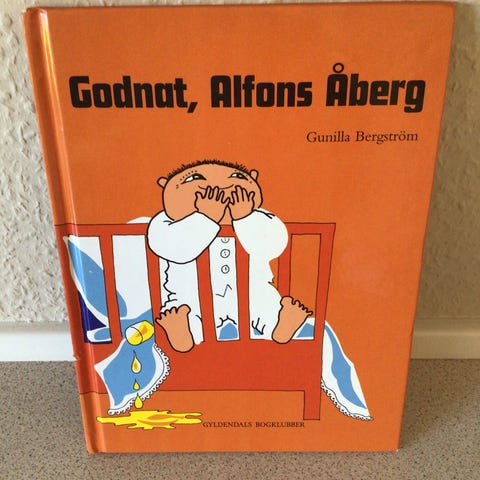 Godnat, Alfons Åberg
Gunilla Bergström
GYLDENDALS BOGKLUBBER